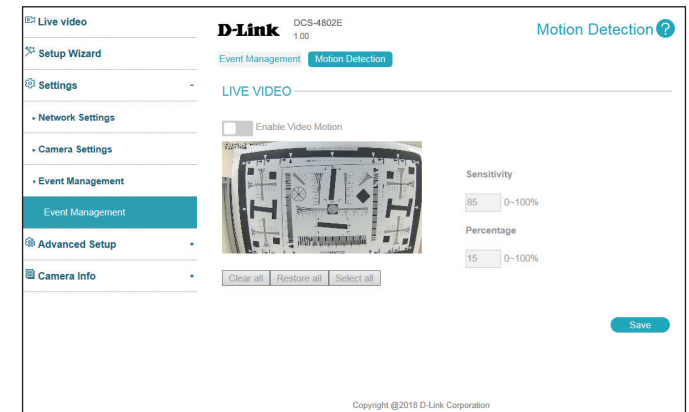 Live video
Setup Wizard
Settings -
Network Settings
Camera Settings
Event Management
Event Management
Advanced Setup +
Camera Info +
D-Link DCS-4802E
1.00
Motion Detection ?
Event Management Motion Detection
LIVE VIDEO
Enable Video Motion
Sensitivity
85 0~100%
Percentage
15 0~100%
Clear all Restore all Select all
Save
Copyright @2018 D-Link Corporation